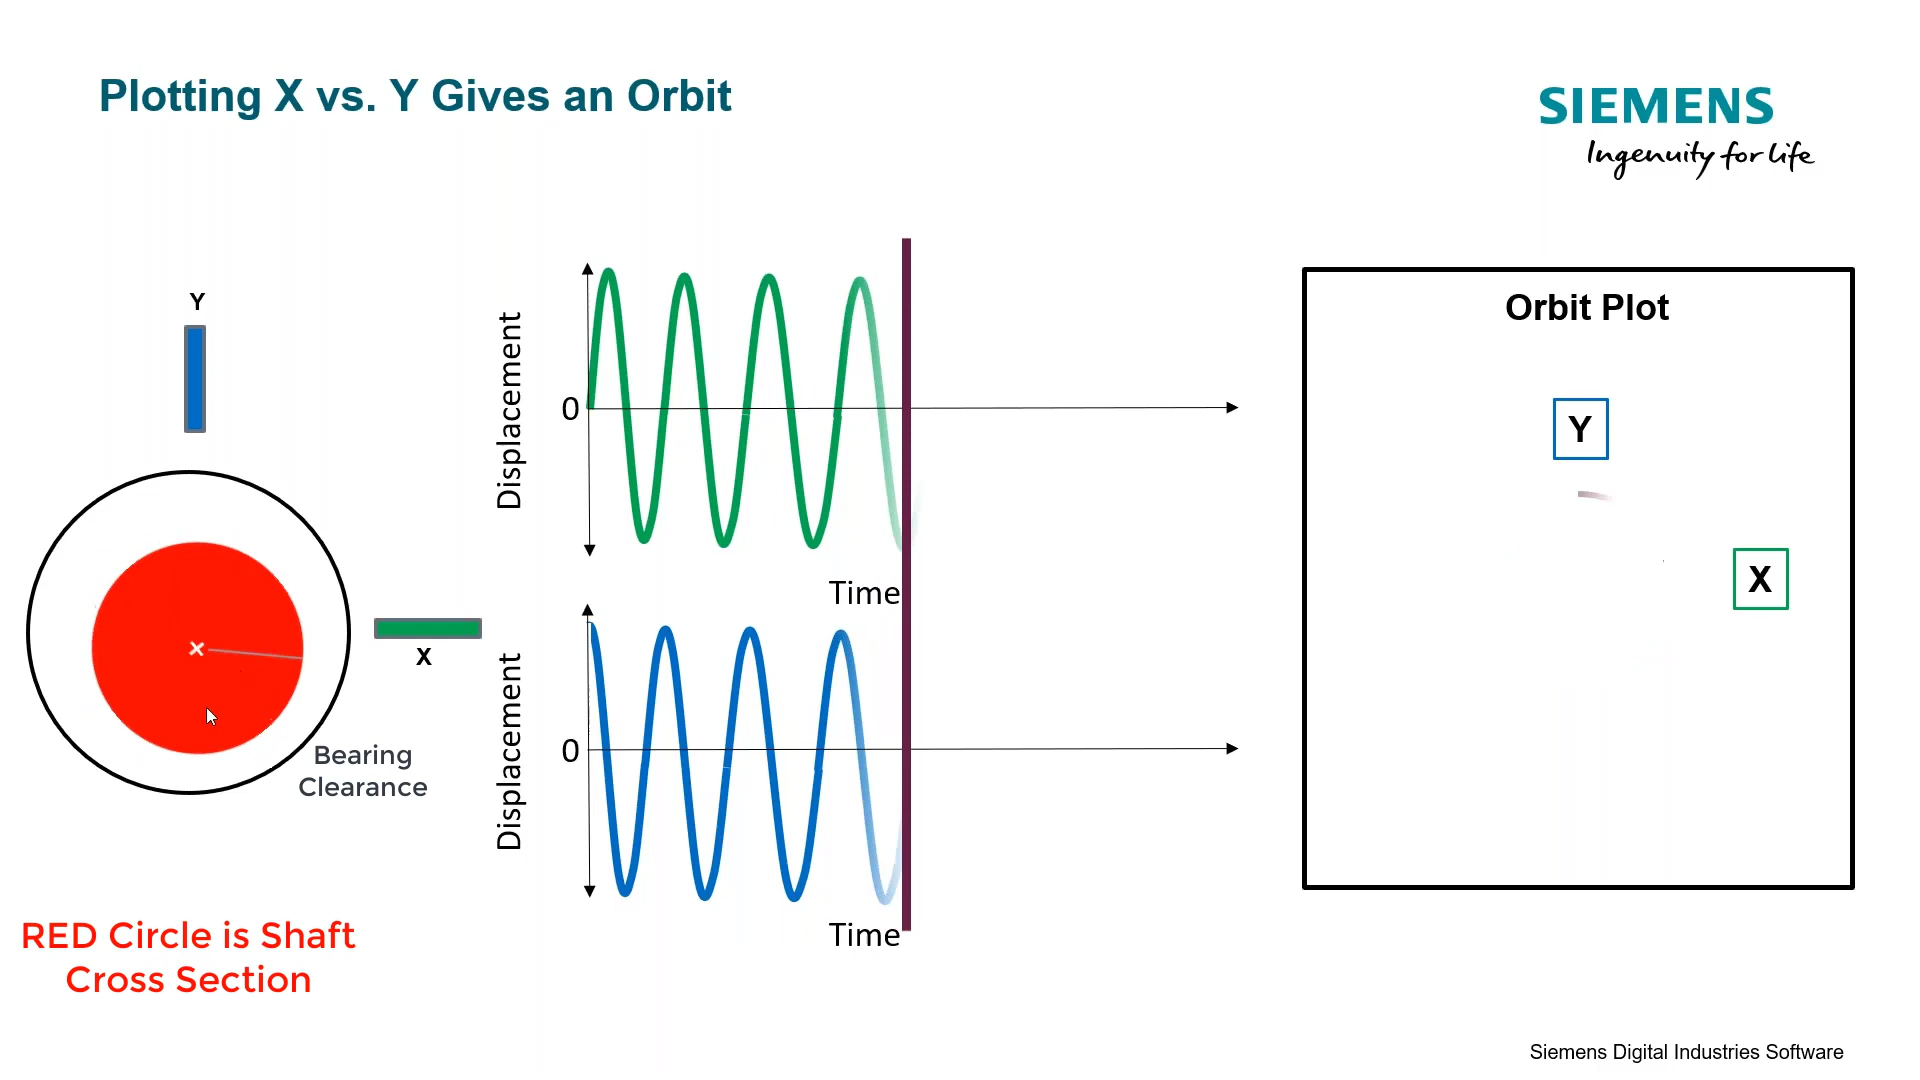 Plotting X vs. Y Gives an Orbit
SIEMENS
Ingenuity for life
Y
X
Bearing
Clearance
RED Circle is Shaft
Cross Section
Displacement
0
Time
Displacement
0
Time
Orbit Plot
Y
X
Siemens Digital Industries Software